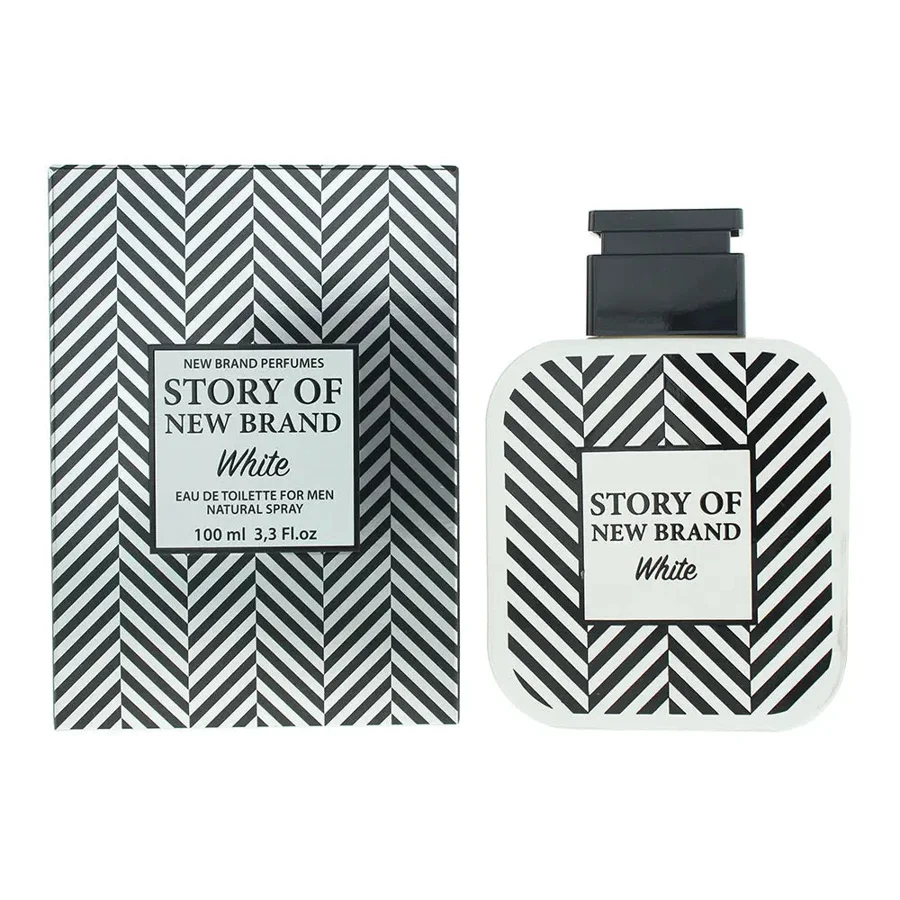 NEW BRAND PERFUMES
STORY OF
NEW BRAND
White
EAU DE TOILETTE FOR MEN
NATURAL SPRAY
100 ml 3,3 Fl.oz
STORY OF
NEW BRAND
White